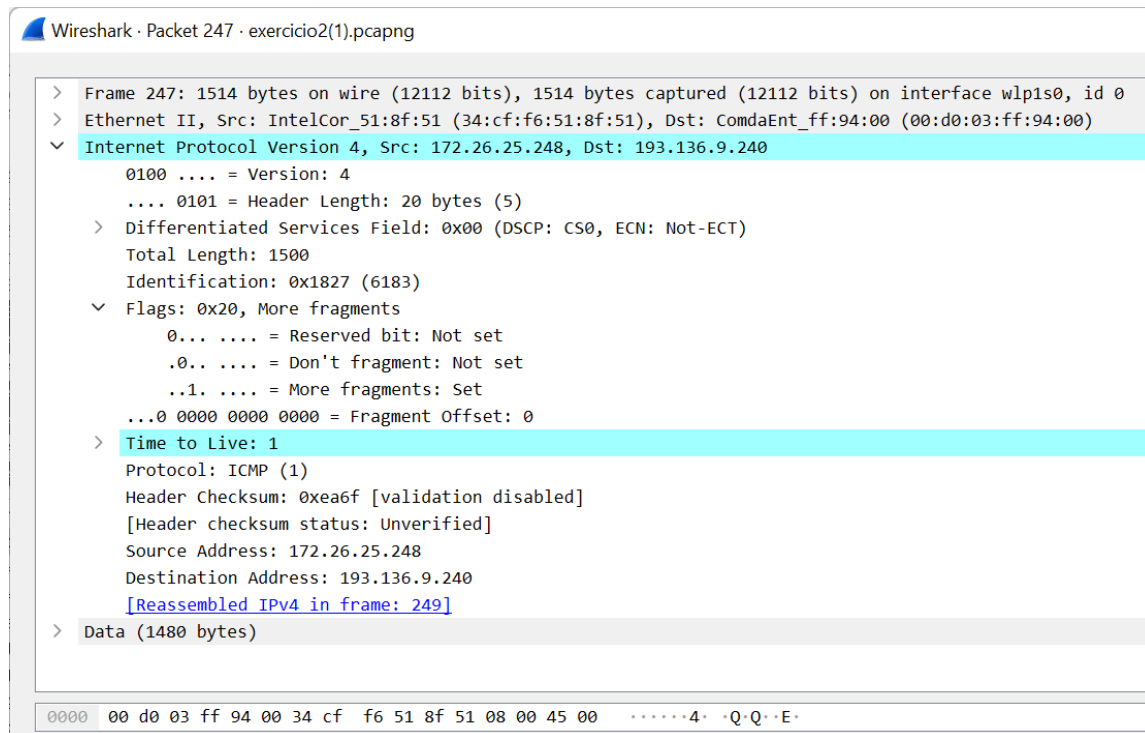 Wireshark · Packet 247 · exercicio2(1).pcapng
> Frame 247: 1514 bytes on wire (12112 bits), 1514 bytes captured (12112 bits) on interface wlp1s0, id 0
> Ethernet II, Src: IntelCor_51:8f:51 (34:cf:f6:51:8f:51), Dst: ComdaEnt_ff:94:00 (00:d0:03:ff:94:00)
Internet Protocol Version 4, Src: 172.26.25.248, Dst: 193.136.9.240
0100 .... = Version: 4
.... 0101 = Header Length: 20 bytes (5)
> Differentiated Services Field: 0x00 (DSCP: CS0, ECN: Not-ECT)
Total Length: 1500
Identification: 0x1827 (6183)
Flags: 0x20, More fragments
0... .... = Reserved bit: Not set
.0.. .... = Don't fragment: Not set
..1. .... = More fragments: Set
...0 0000 0000 0000 = Fragment Offset: 0
> Time to Live: 1
Protocol: ICMP (1)
Header Checksum: 0xea6f [validation disabled]
[Header checksum status: Unverified]
Source Address: 172.26.25.248
Destination Address: 193.136.9.240
[Reassembled IPv4 in frame: 249]
> Data (1480 bytes)
0000 00 d0 03 ff 94 00 34 cf f6 51 8f 51 08 00 45 00 ······4· ·Q·Q··E·